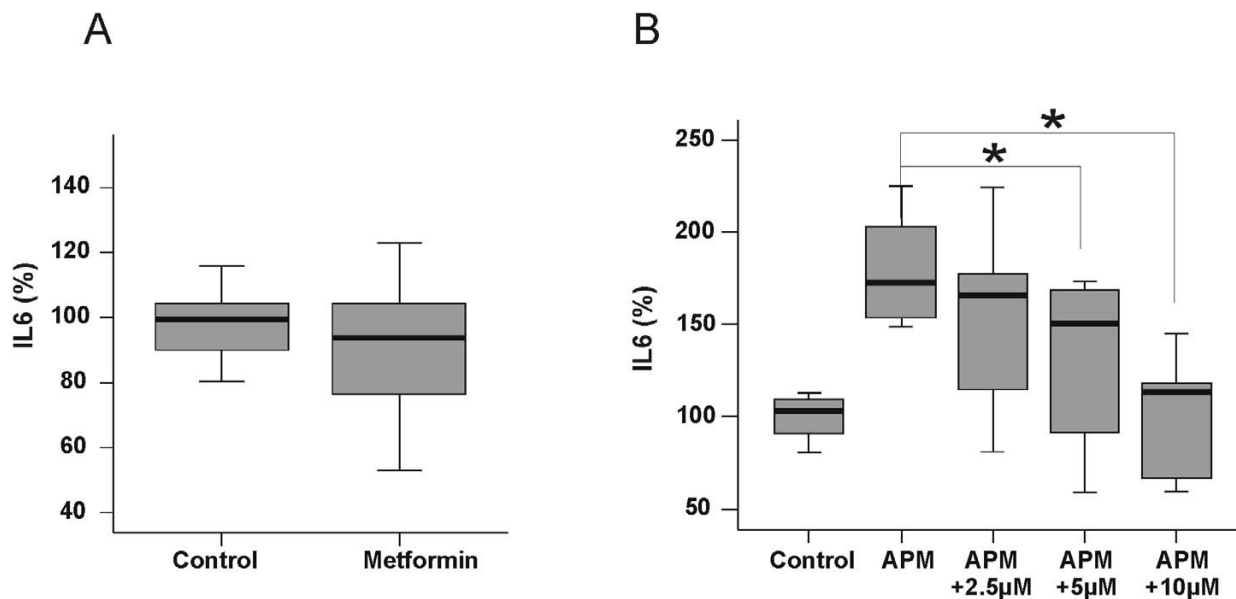 A
IL6 (%)
140
120
100
80
60
40
Control Metformin
B
IL6 (%)
250
200
150
100
50
* 
*
Control APM APM APM APM
+2.5µM +5µM +10µM